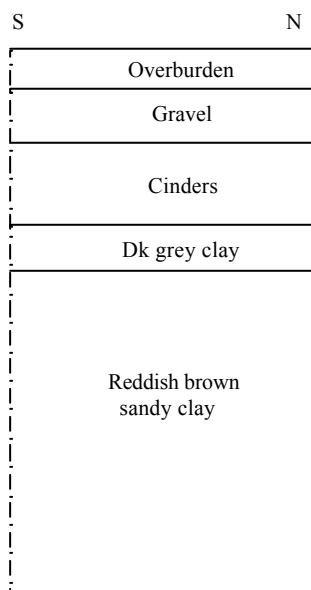 S N
Overburden
Gravel
Cinders
Dk grey clay
Reddish brown
sandy clay